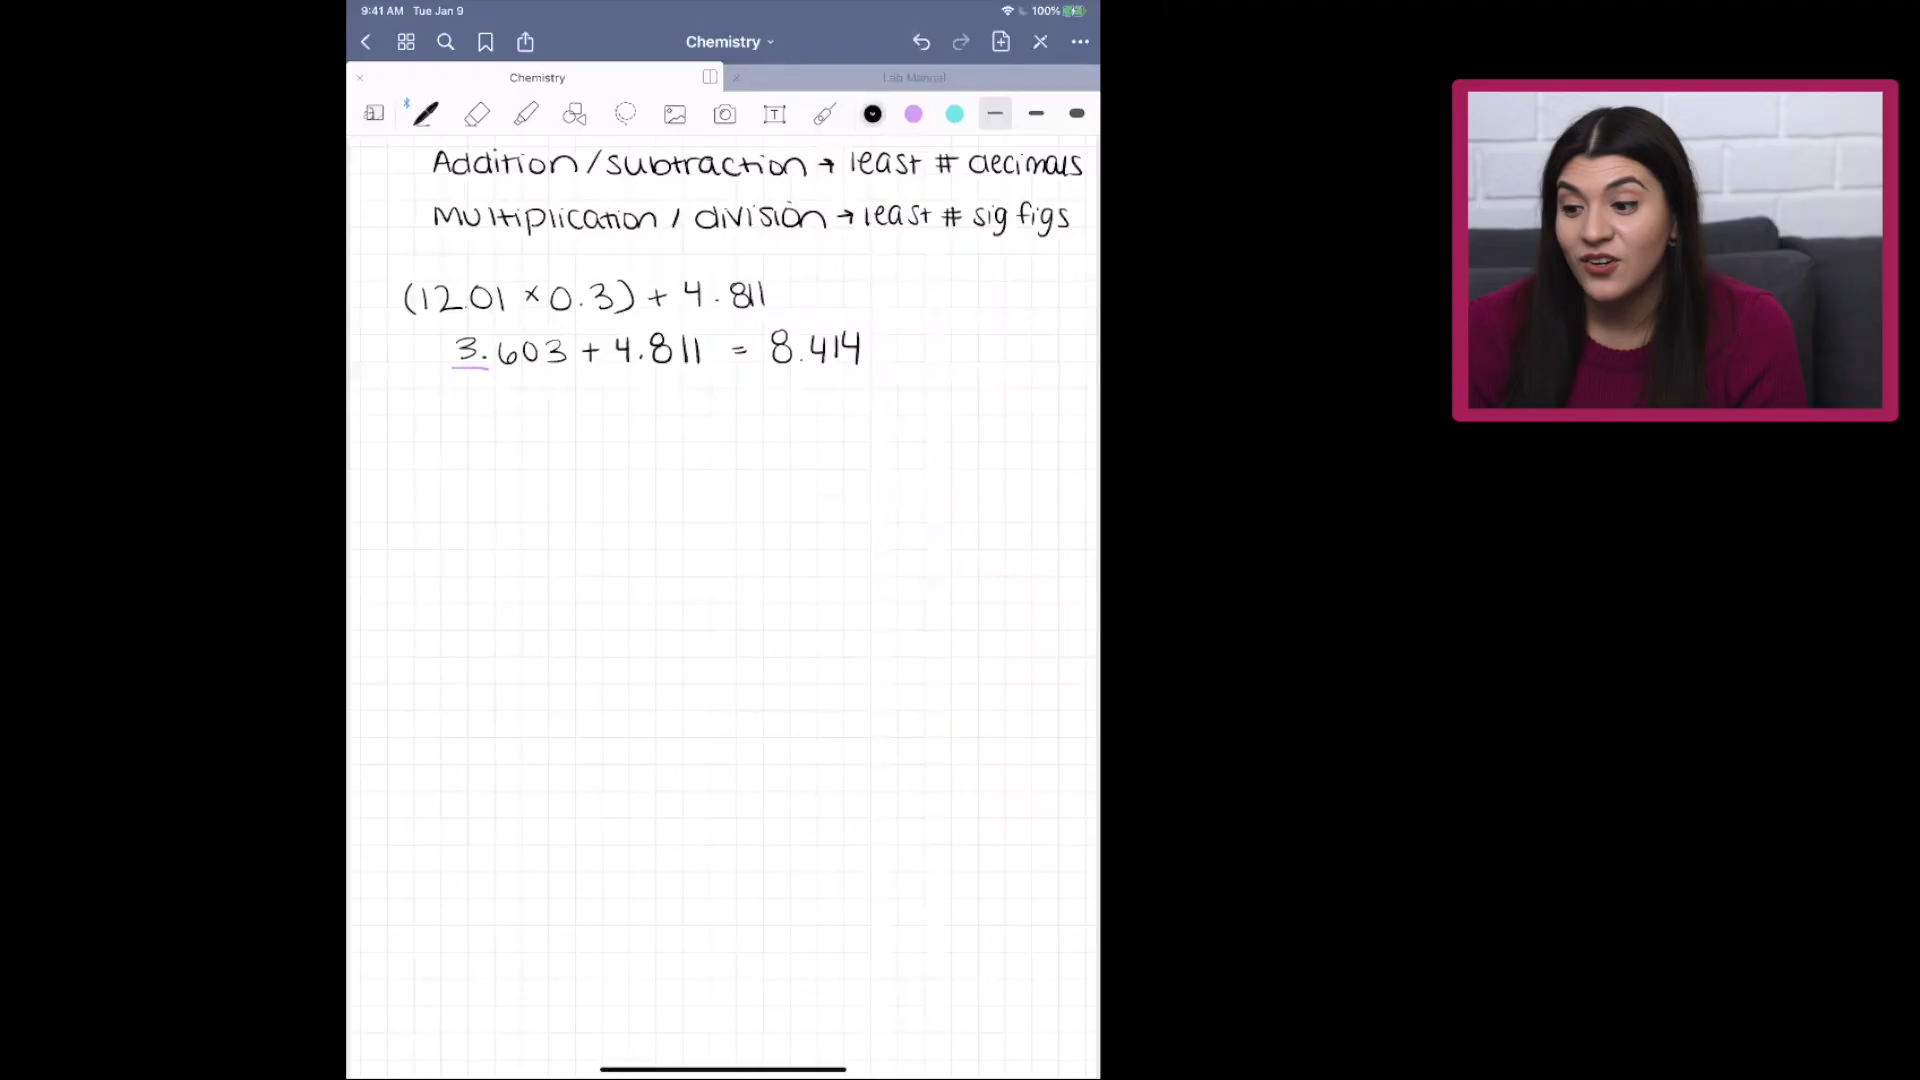 9:41 AM Tue Jan 9
100%
Chemistry
Chemistry
Lab Manual
T
Addition/subtraction → least # decimals
Multiplication / division → least # sig figs
(12.01 × 0.3) + 4.811
3.603 + 4.811 = 8.414